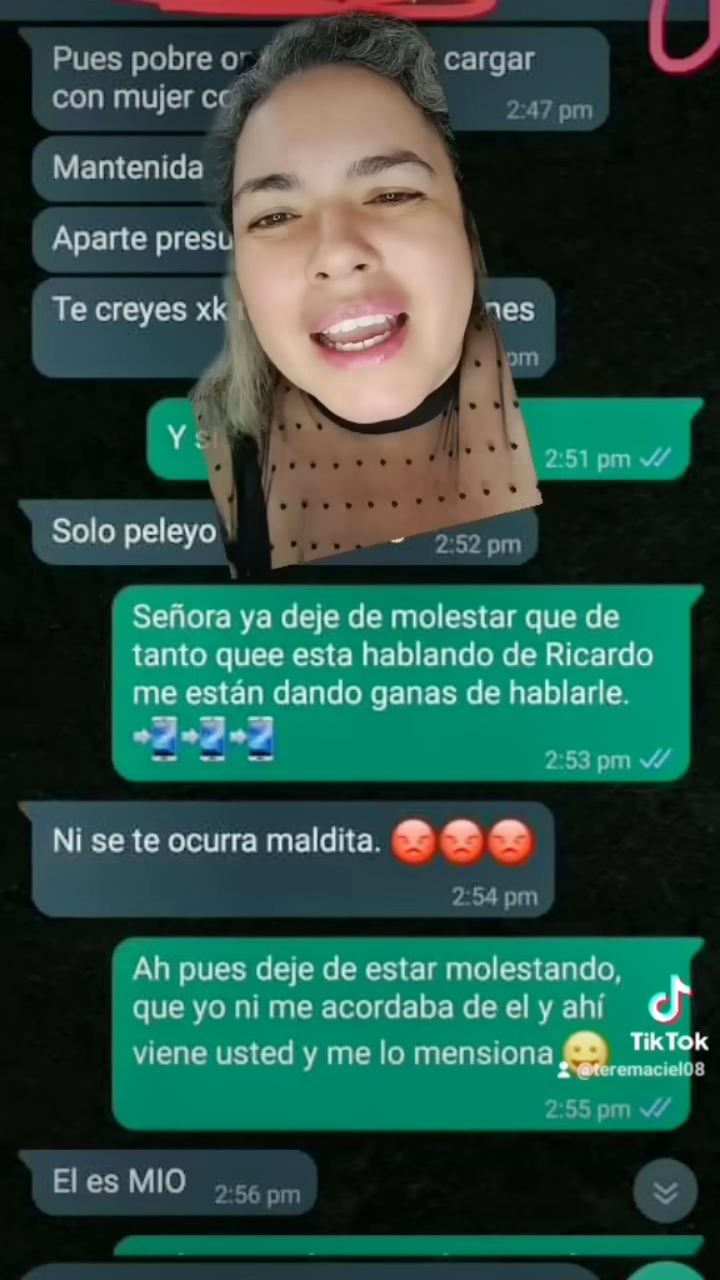 Pues pobre cargar
con mujer
2:47 pm
Mantenida
Aparte
Te creyes xk
pm
Y
2:51 pm
Solo peleyo
2:52 pm
Señora ya deje de molestar que de
tanto quee esta hablando de Ricardo
me están dando ganas de hablarle.
2:53 pm
Ni se te ocurra maldita.
2:54 pm
Ah pues deje de estar molestando,
que yo ni me acordaba de el y ahí
viene usted y me lo mensiona
TikTok
@teremaciel08
2:55 pm
El es MIO
2:56 pm